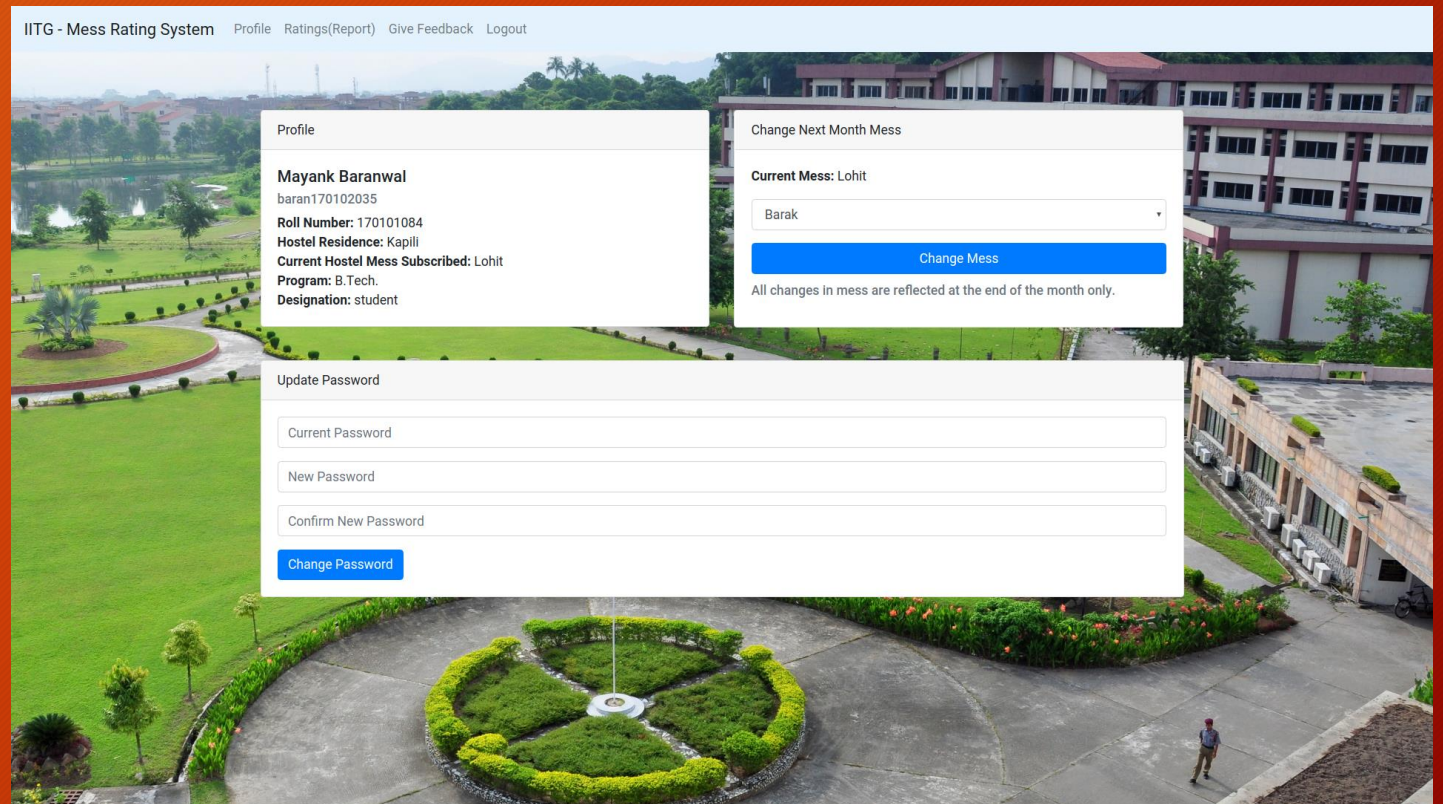 IITG - Mess Rating System Profile Ratings(Report) Give Feedback Logout
Profile
Mayank Baranwal
baran170102035
Roll Number: 170101084
Hostel Residence: Kapili
Current Hostel Mess Subscribed: Lohit
Program: B.Tech.
Designation: student
Change Next Month Mess
Current Mess: Lohit
Barak
Change Mess
All changes in mess are reflected at the end of the month only.
Update Password
Current Password
New Password
Confirm New Password
Change Password